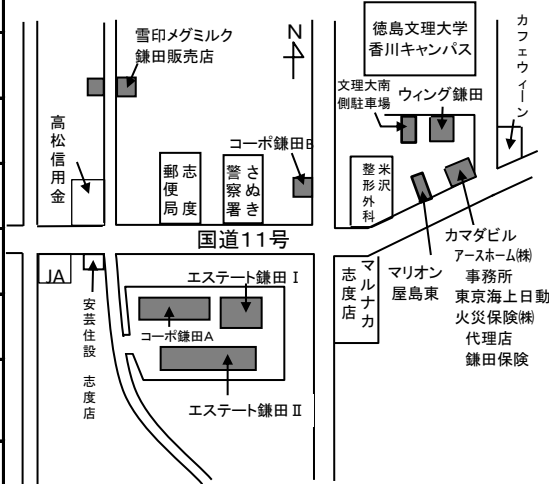 雪印メグミルク
鎌田販売店
N
徳島文理大学
香川キャンパス
カフェウィーン
文理大南
側駐車場
ウィング鎌田
高松信用金
コーポ鎌田B
志度
郵便局
さぬき
警察署
米沢
整形外科
国道11号
カマダビル
アースホーム㈱
事務所
東京海上日動
火災保険㈱
代理店
鎌田保険
マリオン
屋島東
マルナカ
志度店
JA
安芸住設 志度店
エステート鎌田Ⅰ
コーポ鎌田A
エステート鎌田Ⅱ